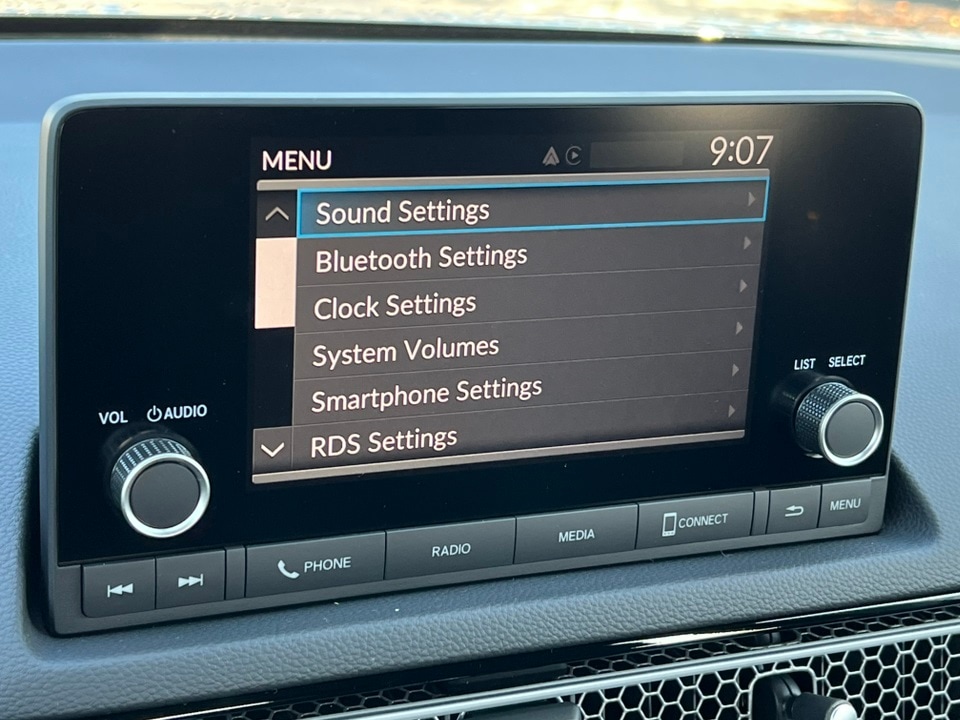 MENU 9:07
Sound Settings
Bluetooth Settings
Clock Settings
System Volumes
Smartphone Settings
RDS Settings
LIST SELECT
VOL AUDIO
PHONE RADIO MEDIA CONNECT MENU